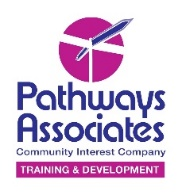 Pathways
Associates
Community Interest Company
TRAINING & DEVELOPMENT